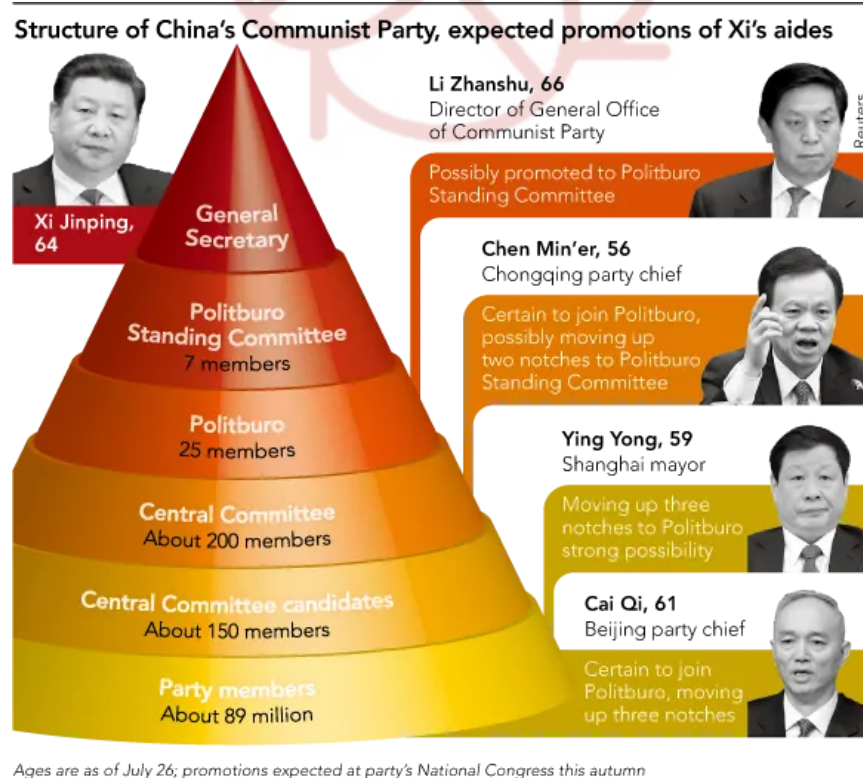 Structure of China's Communist Party, expected promotions of Xi's aides
Xi Jinping,
64
General
Secretary
Politburo
Standing Committee
7 members
Politburo
25 members
Central Committee
About 200 members
Central Committee candidates
About 150 members
Party members
About 89 million
Li Zhanshu, 66
Director of General Office
of Communist Party
Reuters
Possibly promoted to Politburo
Standing Committee
Chen Min'er, 56
Chongqing party chief
Certain to join Politburo,
possibly moving up
two notches to Politburo
Standing Committee
Ying Yong, 59
Shanghai mayor
Moving up three
notches to Politburo
strong possibility
Cai Qi, 61
Beijing party chief
Certain to join
Politburo, moving
up three notches
Ages are as of July 26; promotions expected at party's National Congress this autumn